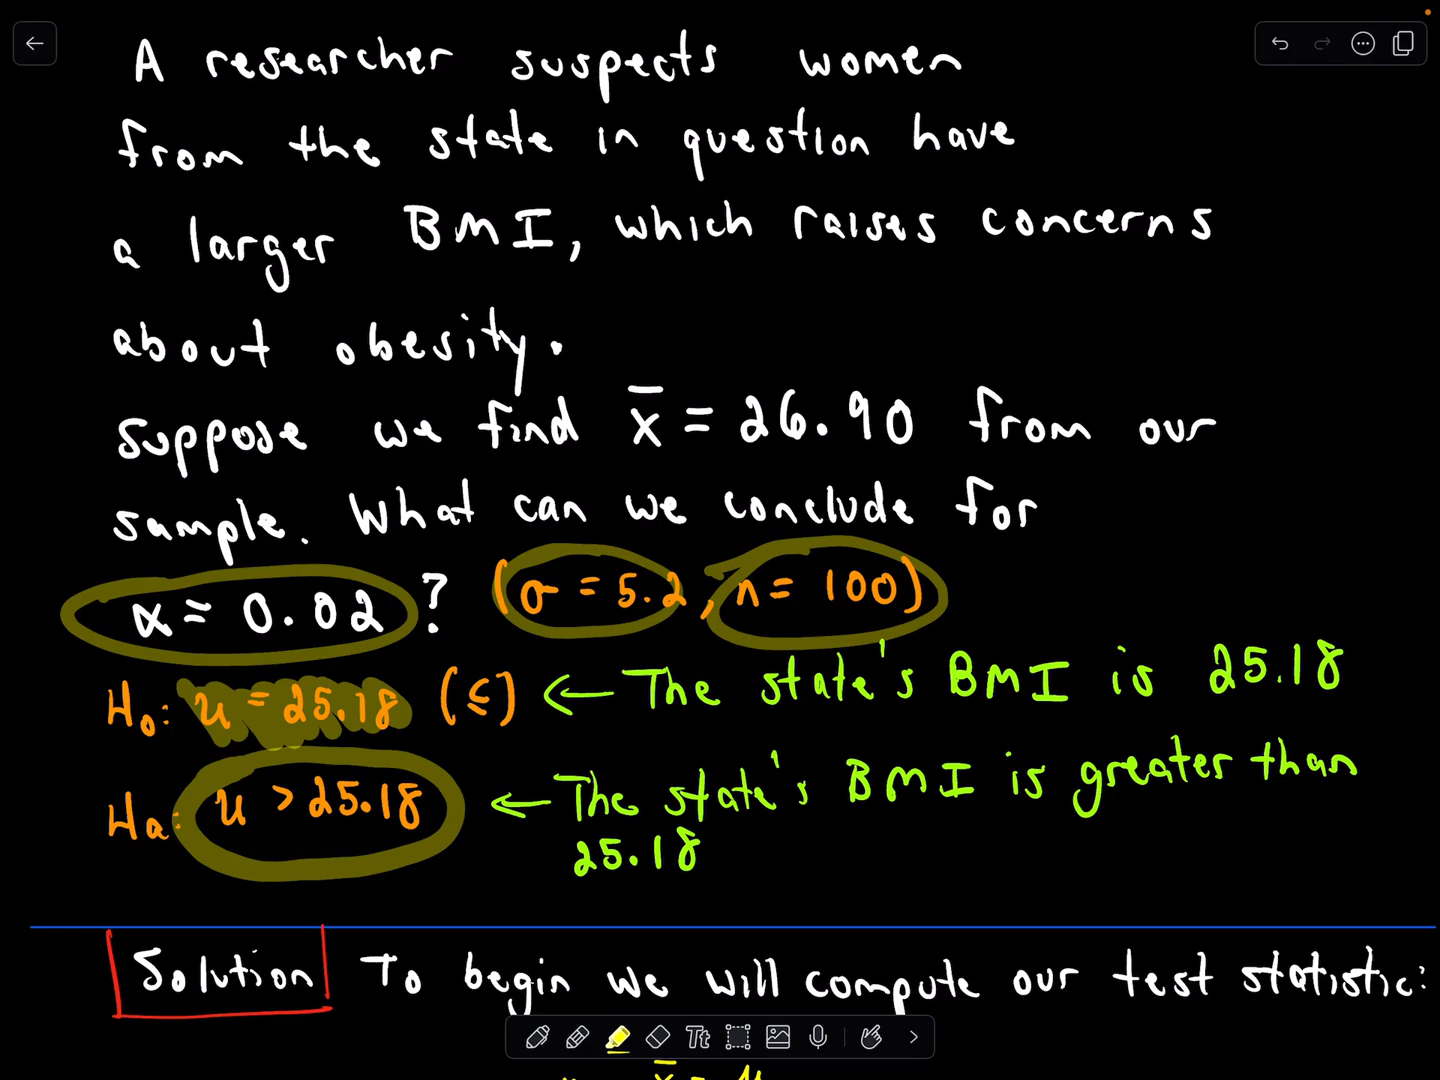 A researcher suspects women
from the state in question have
a larger BMI, which raises concerns
about obesity.
Suppose we find x̄ = 26.90 from our
sample. What can we conclude for
α = 0.02 ? (σ = 5.2, n = 100)
H₀: μ = 25.18 (≤) ← The state's BMI is 25.18
Hₐ: μ > 25.18 ← The state's BMI is greater than
25.18
Solution To begin we will compute our test statistic:
Tt